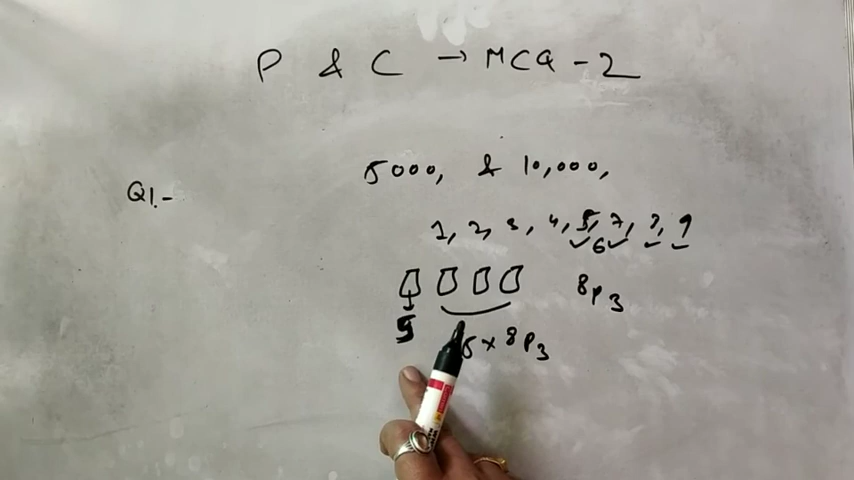 P & C → MCQ - 2
Q1.-
5000, & 10,000,
1, 2, 3, 4, 5, 7, 9
6
8P3
5
5 x 8P3